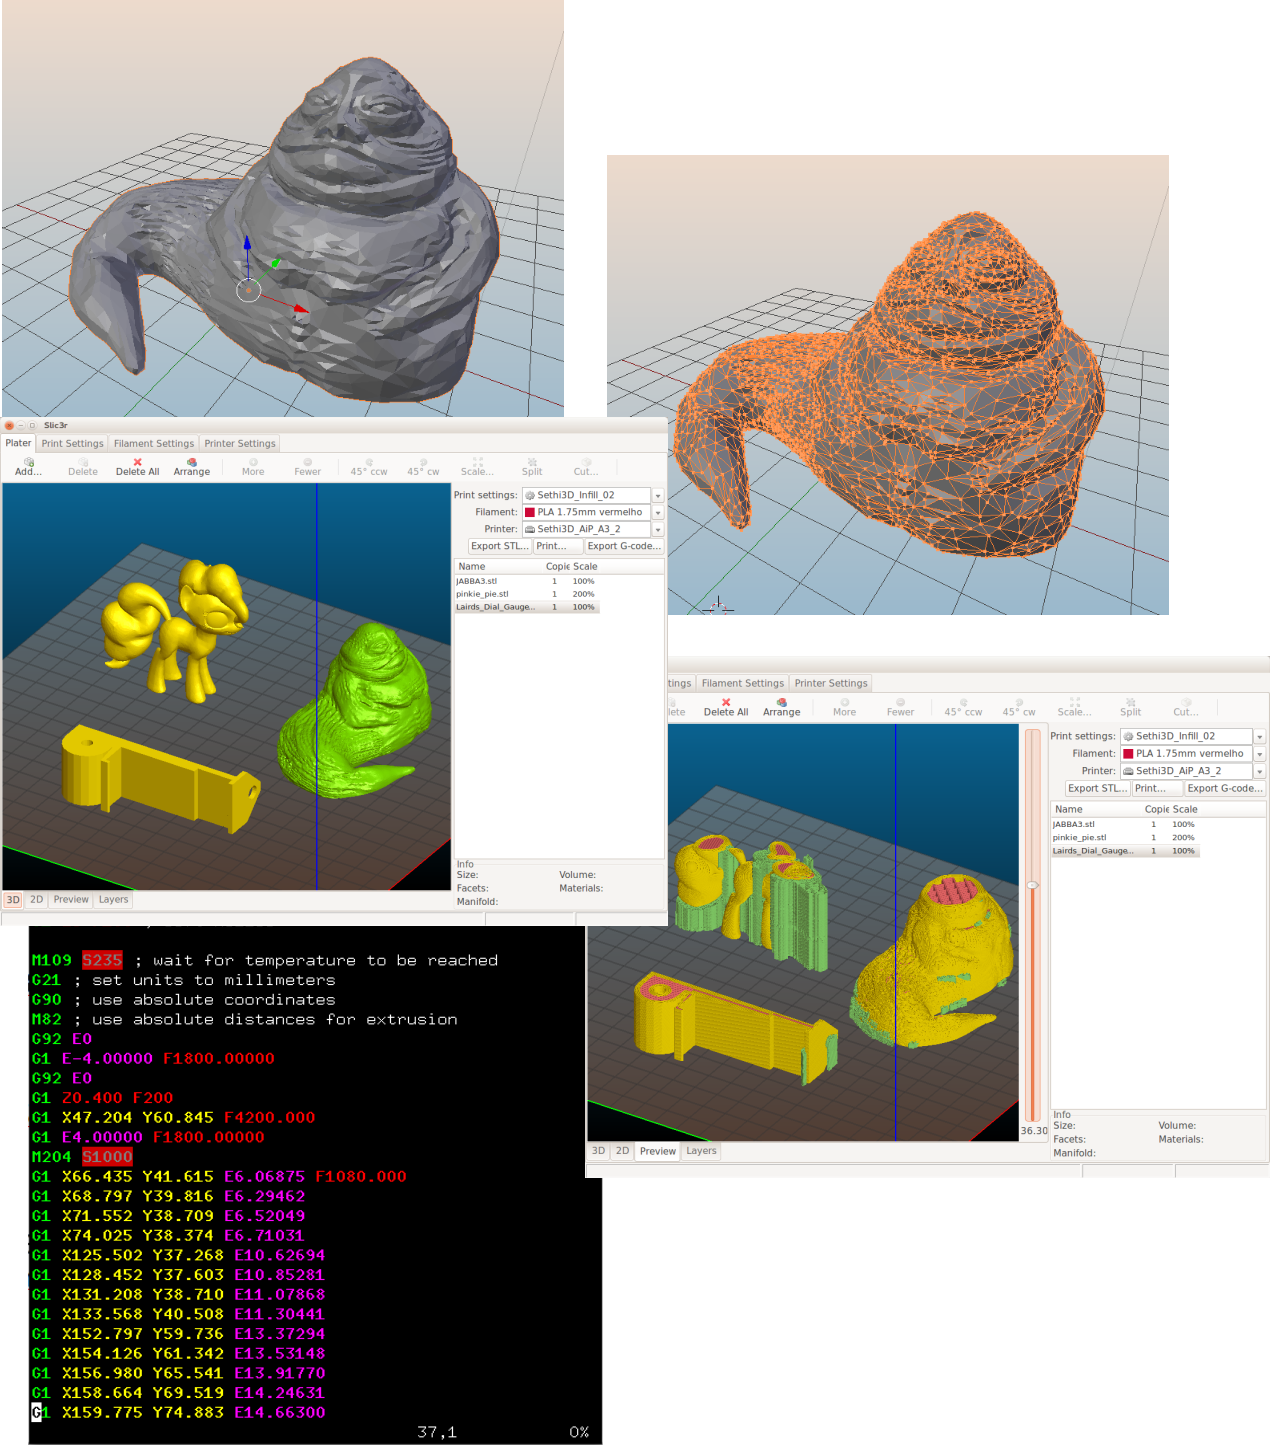 Slic3r
Plater Print Settings Filament Settings Printer Settings
Add... Delete Delete All Arrange More Fewer 45° ccw 45° cw Scale... Split Cut...
Print settings: Sethi3D_Infill_02
Filament: PLA 1.75mm vermelho
Printer: Sethi3D_AiP_A3_2
Export STL... Print... Export G-code...
Name Copie Scale
JABBA3.stl 1 100%
pinkie_pie.stl 1 200%
Lairds_Dial_Gauge... 1 100%
Info
Size: Volume:
Facets: Materials:
Manifold:
3D 2D Preview Layers
tings Filament Settings Printer Settings
lete Delete All Arrange More Fewer 45° ccw 45° cw Scale... Split Cut...
Print settings: Sethi3D_Infill_02
Filament: PLA 1.75mm vermelho
Printer: Sethi3D_AiP_A3_2
Export STL... Print... Export G-code...
Name Copie Scale
JABBA3.stl 1 100%
pinkie_pie.stl 1 200%
Lairds_Dial_Gauge... 1 100%
36.30
Info
Size: Volume:
Facets: Materials:
Manifold:
3D 2D Preview Layers
M109 S235 ; wait for temperature to be reached
G21 ; set units to millimeters
G90 ; use absolute coordinates
M82 ; use absolute distances for extrusion
G92 E0
G1 E-4.00000 F1800.00000
G92 E0
G1 Z0.400 F200
G1 X47.204 Y60.845 F4200.000
G1 E4.00000 F1800.00000
M204 S1000
G1 X66.435 Y41.615 E6.06875 F1080.000
G1 X68.797 Y39.816 E6.29462
G1 X71.552 Y38.709 E6.52049
G1 X74.025 Y38.374 E6.71031
G1 X125.502 Y37.268 E10.62694
G1 X128.452 Y37.603 E10.85281
G1 X131.208 Y38.710 E11.07868
G1 X133.568 Y40.508 E11.30441
G1 X152.797 Y59.736 E13.37294
G1 X154.126 Y61.342 E13.53148
G1 X156.980 Y65.541 E13.91770
G1 X158.664 Y69.519 E14.24631
G1 X159.775 Y74.883 E14.66300
37,1 0%